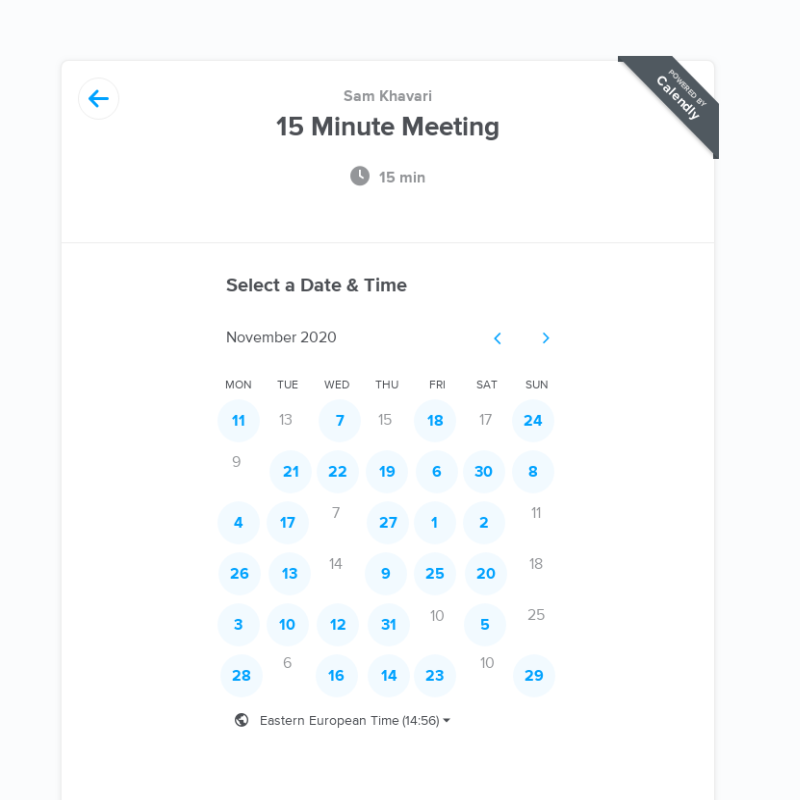 POWERED BY
Calendly
Sam Khavari
15 Minute Meeting
15 min
Select a Date & Time
November 2020
MON TUE WED THU FRI SAT SUN
11 13 7 15 18 17 24
9 21 22 19 6 30 8
4 17 7 27 1 2 11
26 13 14 9 25 20 18
3 10 12 31 10 5 25
28 6 16 14 23 10 29
Eastern European Time (14:56)